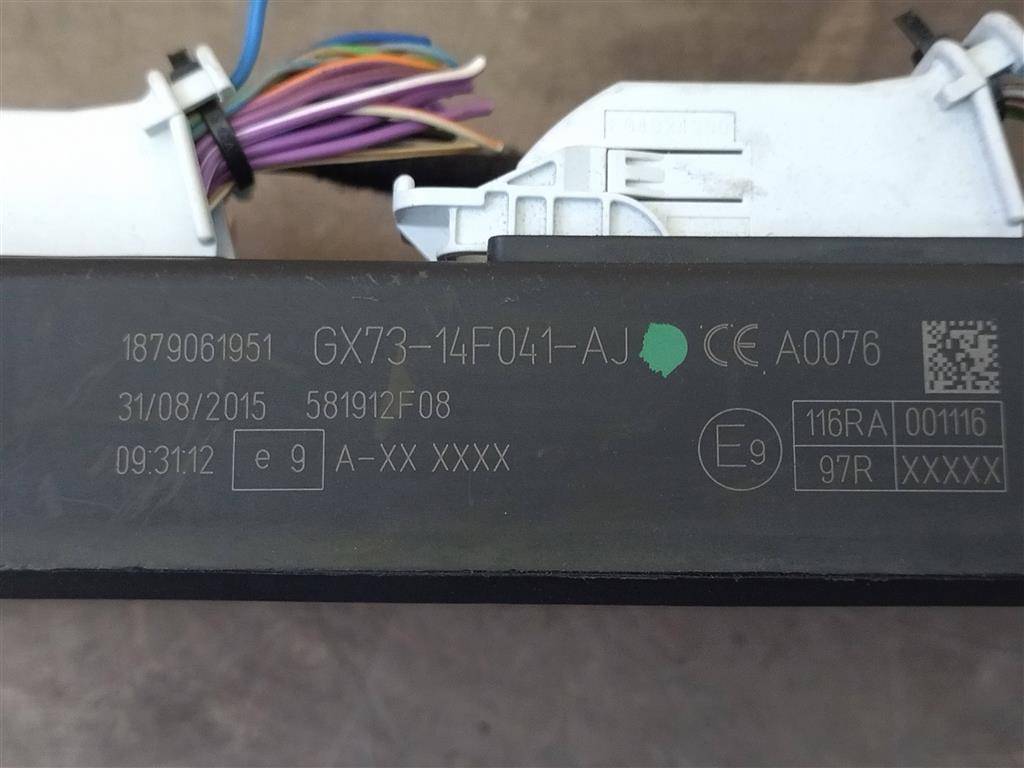 1879061951 GX73-14F041-AJ CE A0076
31/08/2015 581912F08
09:31:12 e 9 A-XX XXXX
E9
116RA 001116
97R XXXXX